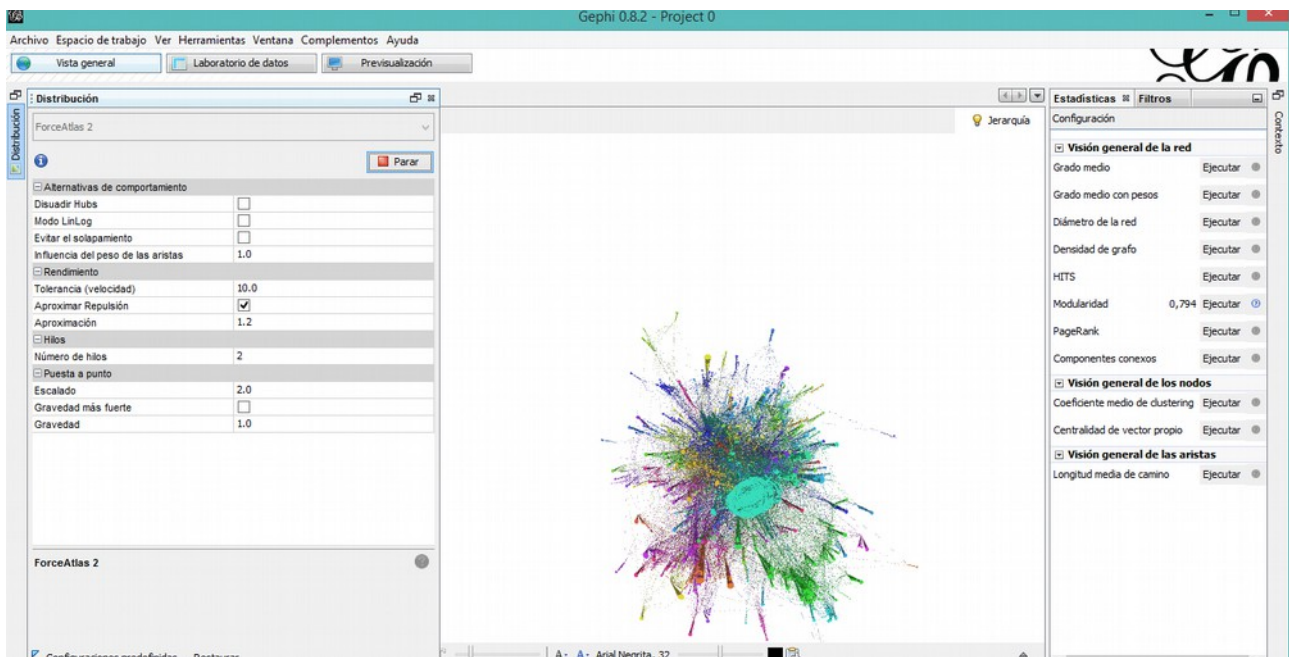 Gephi 0.8.2 - Project 0
Archivo Espacio de trabajo Ver Herramientas Ventana Complementos Ayuda
Vista general Laboratorio de datos Previsualización
Distribución
Distribución
ForceAtlas 2
Parar
Alternativas de comportamiento
Disuadir Hubs
Modo LinLog
Evitar el solapamiento
Influencia del peso de las aristas 1.0
Rendimiento
Tolerancia (velocidad) 10.0
Aproximar Repulsión
Aproximación 1.2
Hilos
Número de hilos 2
Puesta a punto
Escalado 2.0
Gravedad más fuerte
Gravedad 1.0
ForceAtlas 2
Configuraciones predefinidas Restaurar
Jerarquía
A- A- Arial Negrita, 32
Estadísticas Filtros
Configuración
Visión general de la red
Grado medio Ejecutar
Grado medio con pesos Ejecutar
Diámetro de la red Ejecutar
Densidad de grafo Ejecutar
HITS Ejecutar
Modularidad 0,794 Ejecutar
PageRank Ejecutar
Componentes conexos Ejecutar
Visión general de los nodos
Coeficiente medio de clustering Ejecutar
Centralidad de vector propio Ejecutar
Visión general de las aristas
Longitud media de camino Ejecutar
Contexto